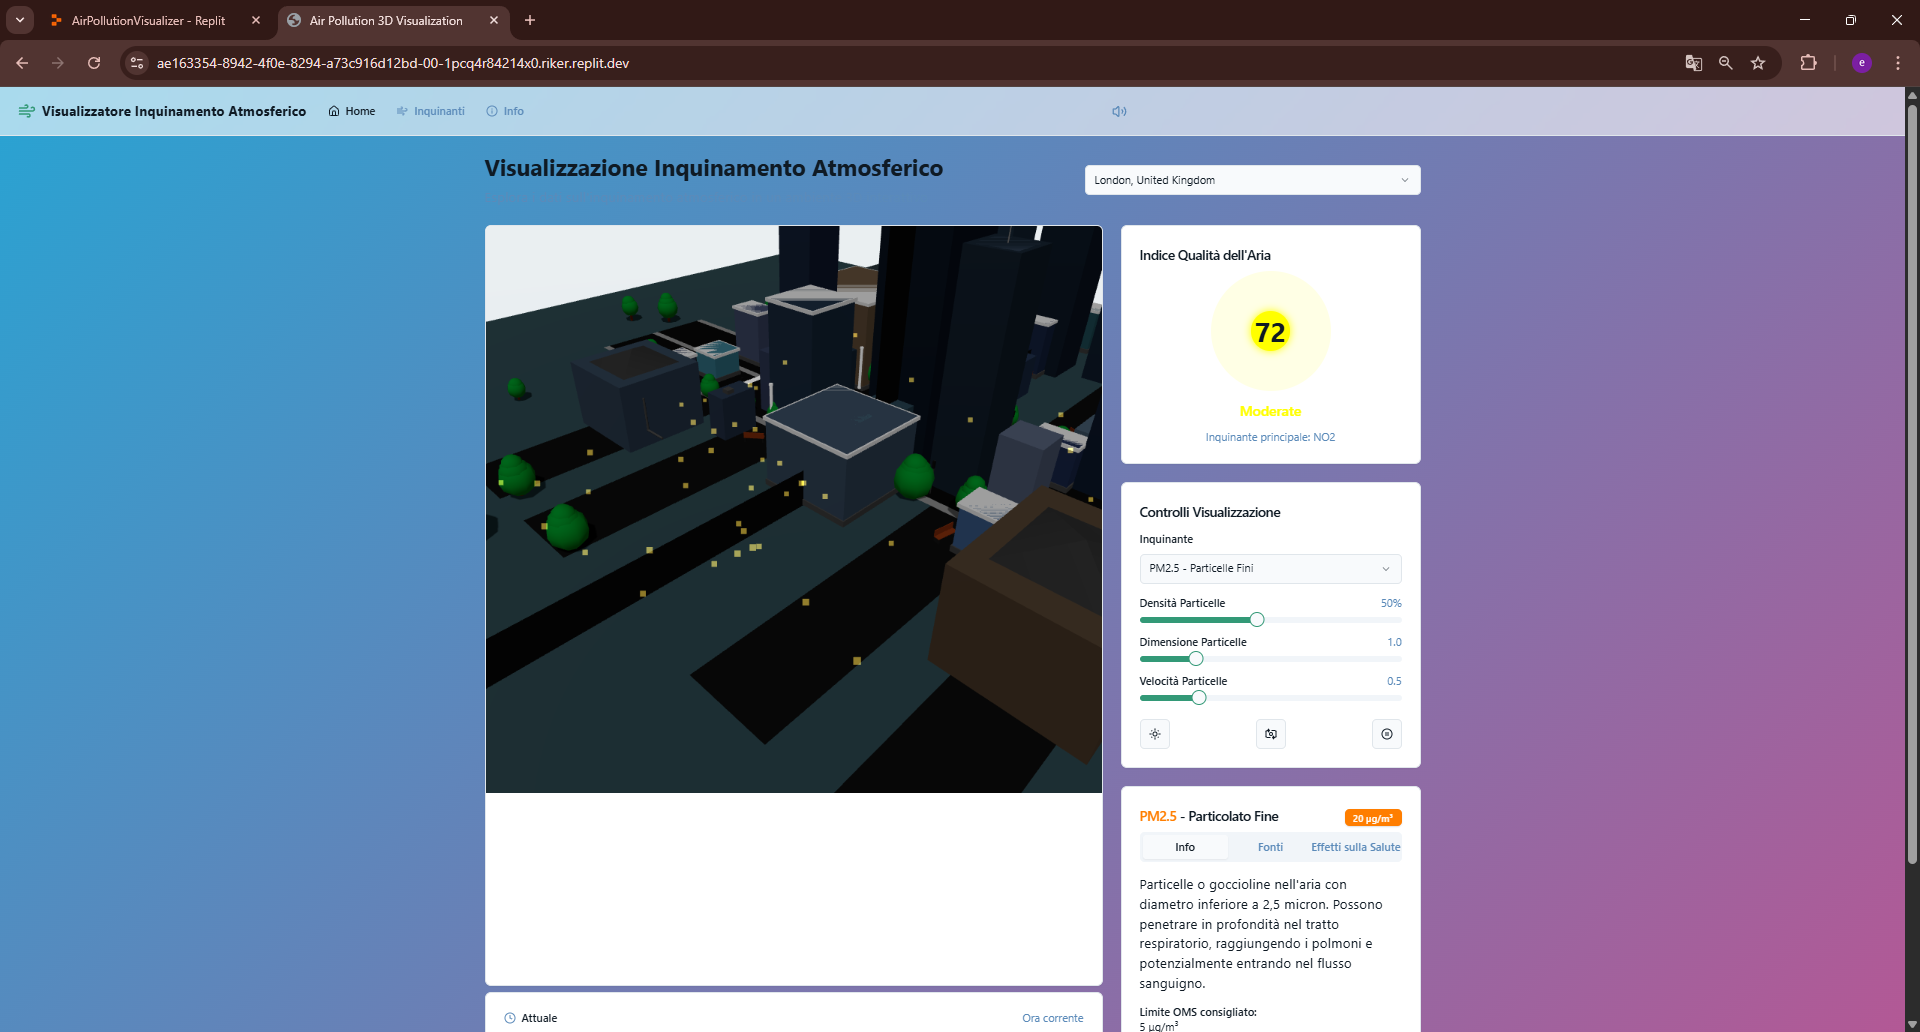 AirPollutionVisualizer - Replit
Air Pollution 3D Visualization
ae163354-8942-4f0e-8294-a73c916d12bd-00-1pcq4r84214x0.riker.replit.dev
e
Visualizzatore Inquinamento Atmosferico
Home
Inquinanti
Info
Visualizzazione Inquinamento Atmosferico
London, United Kingdom
Indice Qualità dell'Aria
72
Moderate
Inquinante principale: NO2
Controlli Visualizzazione
Inquinante
PM2.5 - Particelle Fini
Densità Particelle 50%
Dimensione Particelle 1.0
Velocità Particelle 0.5
PM2.5 - Particolato Fine 20 µg/m³
Info Fonti Effetti sulla Salute
Particelle o goccioline nell'aria con
diametro inferiore a 2,5 micron. Possono
penetrare in profondità nel tratto
respiratorio, raggiungendo i polmoni e
potenzialmente entrando nel flusso
sanguigno.
Limite OMS consigliato:
5 µg/m³
Attuale Ora corrente